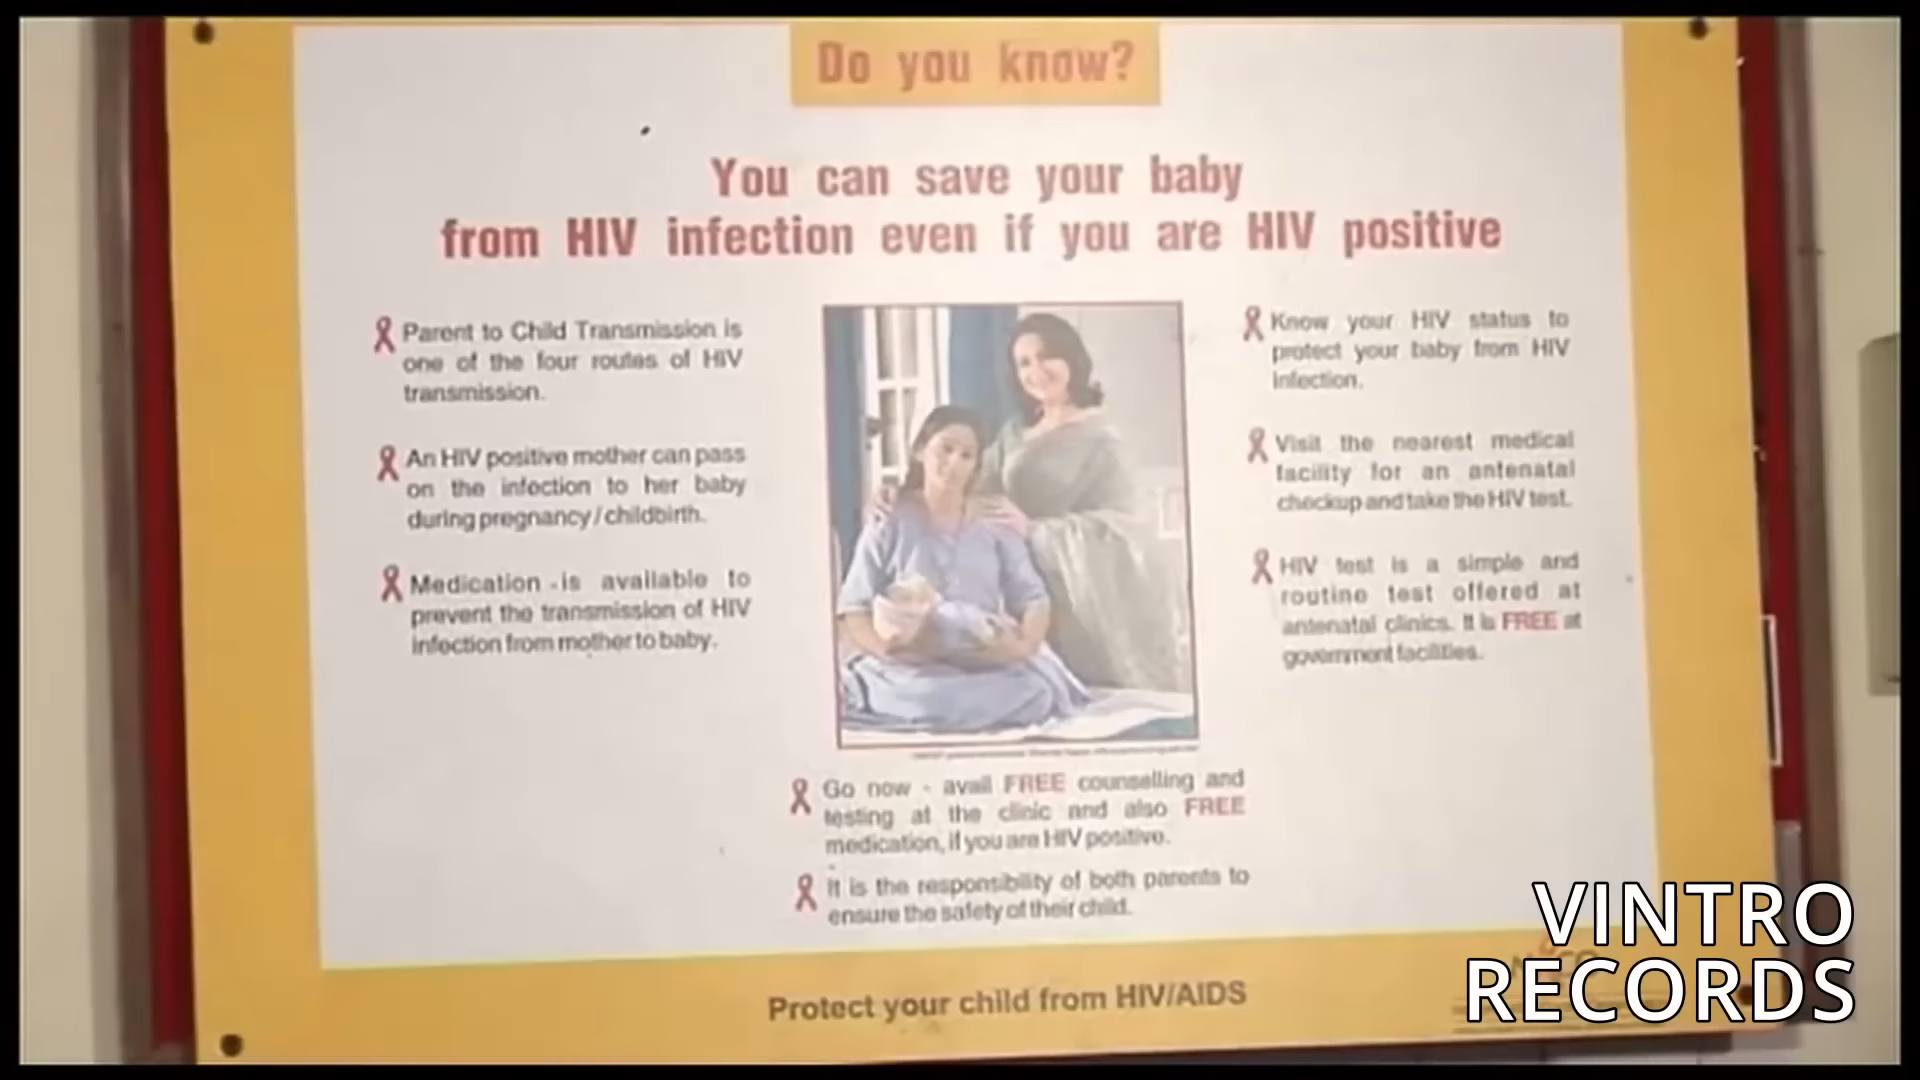 Do you know?
You can save your baby
from HIV infection even if you are HIV positive
Parent to Child Transmission is
one of the four routes of HIV
transmission.
An HIV positive mother can pass
on the infection to her baby
during pregnancy / childbirth.
Medication is available to
prevent the transmission of HIV
infection from mother to baby.
Know your HIV status to
protect your baby from HIV
Infection.
Visit the nearest medical
facility for an antenatal
checkup and take the HIV test.
HIV test is a simple and
routine test offered at
antenatal clinics. It is FREE at
government facilities.
Go now - avail FREE counselling and
testing at the clinic and also FREE
medication, if you are HIV positive.
It is the responsibility of both parents to
ensure the safety of their child.
Protect your child from HIV/AIDS
VINTRO
RECORDS